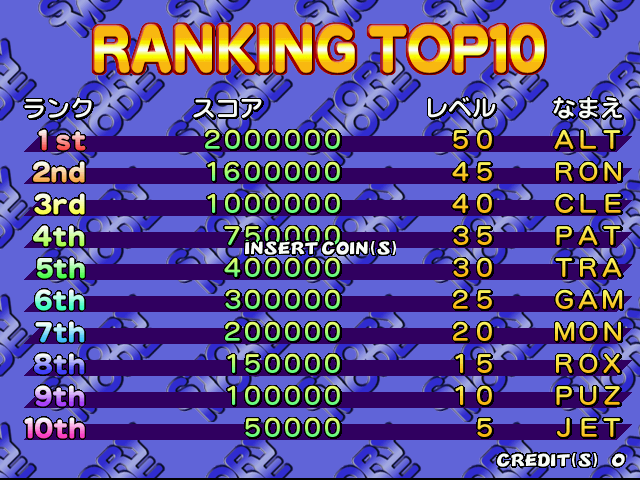 RANKING TOP10
ランク スコア レベル なまえ
1st 2000000 50 ALT
2nd 1600000 45 RON
3rd 1000000 40 CLE
4th 750000 35 PAT
INSERT COIN(S)
5th 400000 30 TRA
6th 300000 25 GAM
7th 200000 20 MON
8th 150000 15 ROX
9th 100000 10 PUZ
10th 50000 5 JET
CREDIT(S) 0
STORY MODE